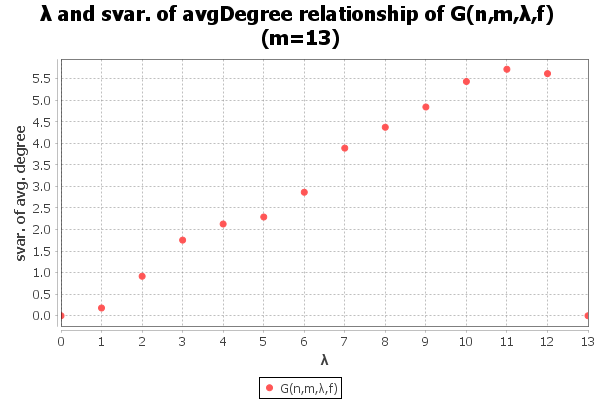 λ and svar. of avgDegree relationship of G(n,m,λ,f)
(m=13)
svar. of avg. degree
5.5
5.0
4.5
4.0
3.5
3.0
2.5
2.0
1.5
1.0
0.5
0.0
0 1 2 3 4 5 6 7 8 9 10 11 12 13
λ
G(n,m,λ,f)